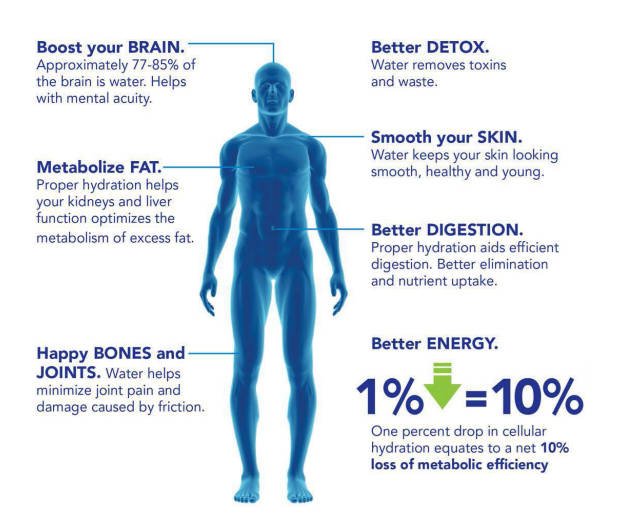 Boost your BRAIN.
Approximately 77-85% of
the brain is water. Helps
with mental acuity.
Metabolize FAT.
Proper hydration helps
your kidneys and liver
function optimizes the
metabolism of excess fat.
Happy BONES and
JOINTS. Water helps
minimize joint pain and
damage caused by friction.
Better DETOX.
Water removes toxins
and waste.
Smooth your SKIN.
Water keeps your skin looking
smooth, healthy and young.
Better DIGESTION.
Proper hydration aids efficient
digestion. Better elimination
and nutrient uptake.
Better ENERGY.
1% = 10%
One percent drop in cellular
hydration equates to a net 10%
loss of metabolic efficiency